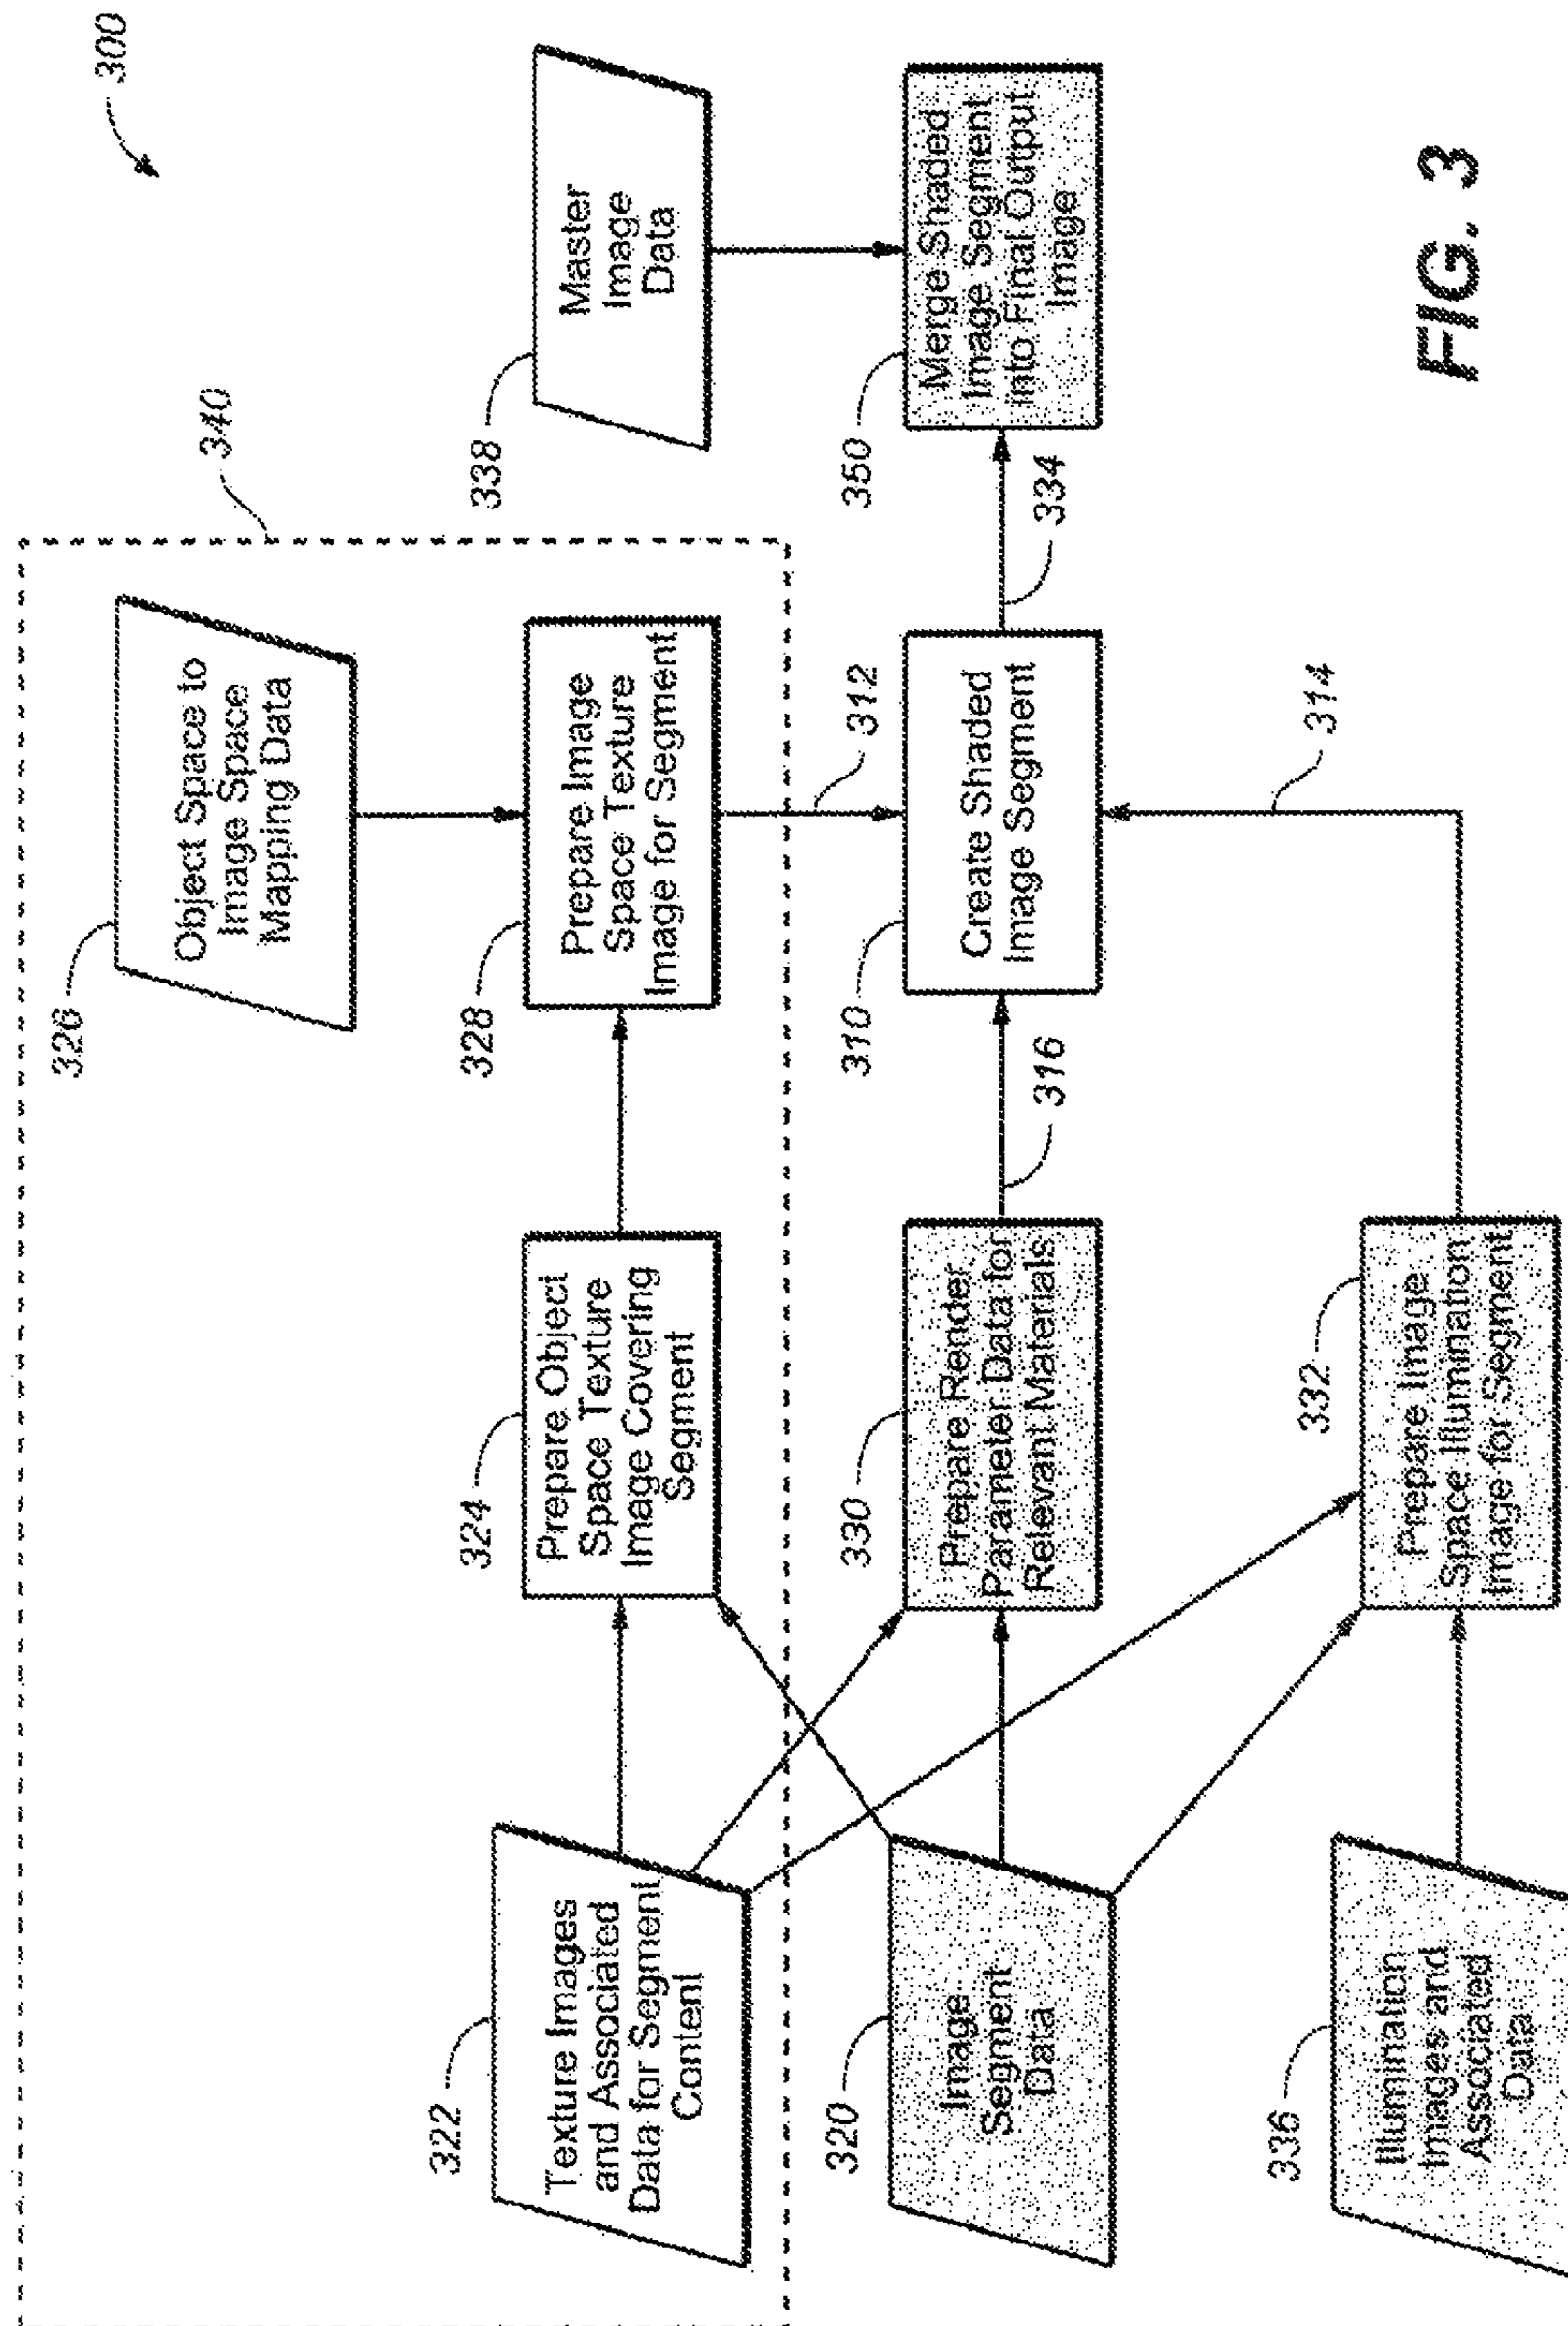 300
340
326
Object Space to
Image Space
Mapping Data
338
Master
Image
Data
322
Texture Images
and Associated
Data for Segment
Content
324
Prepare Object
Space Texture
Image Covering
Segment
328
Prepare Image
Space Texture
Image for Segment
312
320
Image
Segment
Data
330
Prepare Render
Parameter Data for
Relevant Materials
316
310
Create Shaded
Image Segment
334
350
Merge Shaded
Image Segment
into Final Output
Image
314
336
Illumination
Images and
Associated
Data
332
Prepare Image
Space Illumination
Image for Segment
FIG. 3